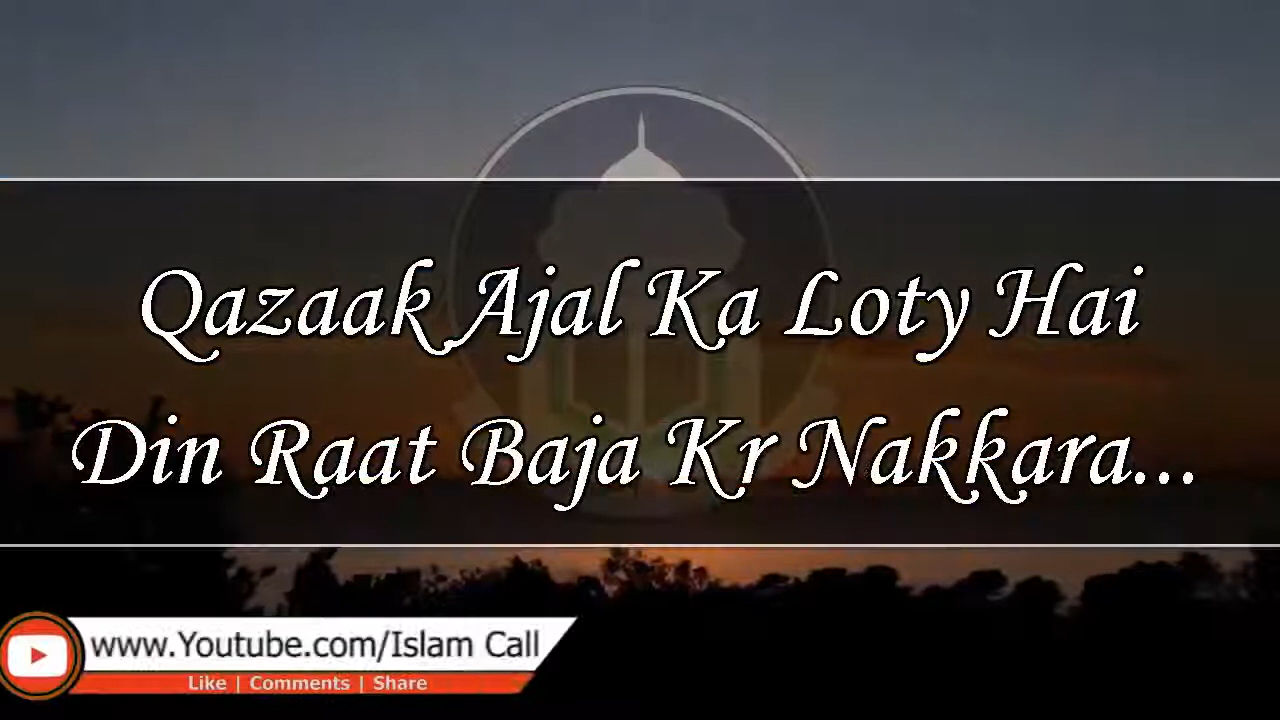 Qazaak Ajal Ka Loty Hai
Din Raat Baja Kr Nakkara...
www.Youtube.com/Islam Call
Like | Comments | Share